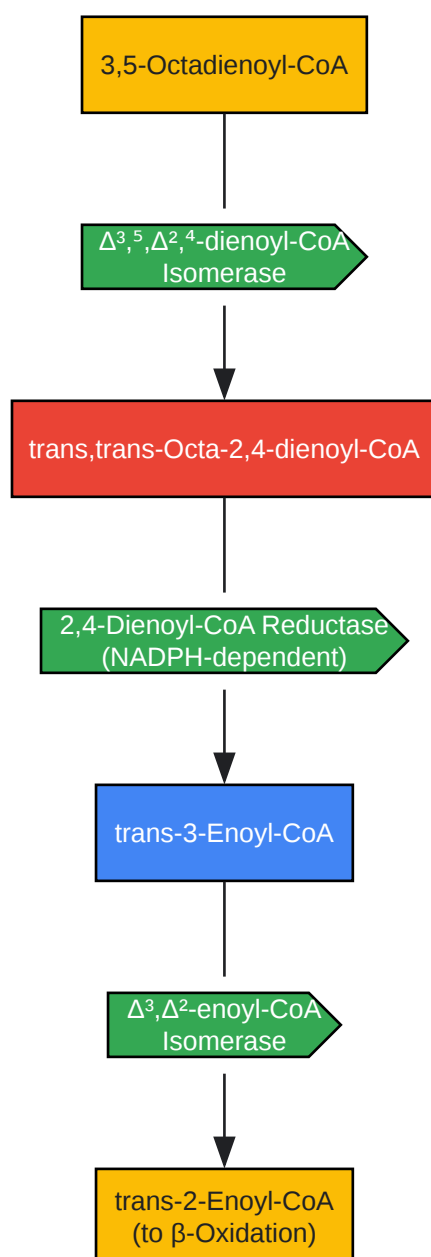 3,5-Octadienoyl-CoA
Δ³,⁵,Δ²,⁴-dienoyl-CoA
Isomerase
trans,trans-Octa-2,4-dienoyl-CoA
2,4-Dienoyl-CoA Reductase
(NADPH-dependent)
trans-3-Enoyl-CoA
Δ³,Δ²-enoyl-CoA
Isomerase
trans-2-Enoyl-CoA
(to β-Oxidation)